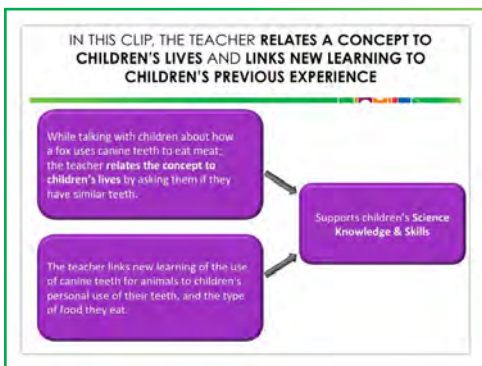 IN THIS CLIP, THE TEACHER RELATES A CONCEPT TO
CHILDREN'S LIVES AND LINKS NEW LEARNING TO
CHILDREN'S PREVIOUS EXPERIENCE
While talking with children about how
a fox uses canine teeth to eat meat;
the teacher relates the concept to
children's lives by asking them if they
have similar teeth.
Supports children's Science
Knowledge & Skills
The teacher links new learning of the use
of canine teeth for animals to children's
personal use of their teeth, and the type
of food they eat.